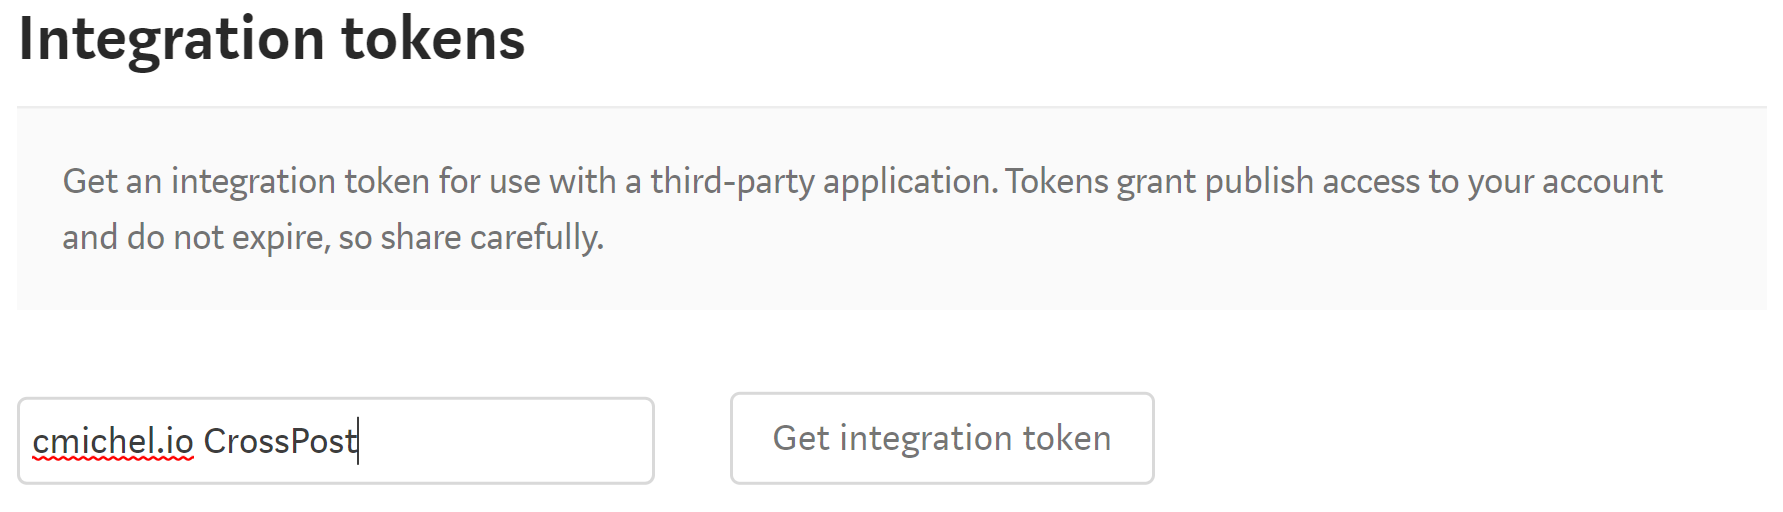 Integration tokens
Get an integration token for use with a third-party application. Tokens grant publish access to your account
and do not expire, so share carefully.
cmichel.io CrossPost
Get integration token